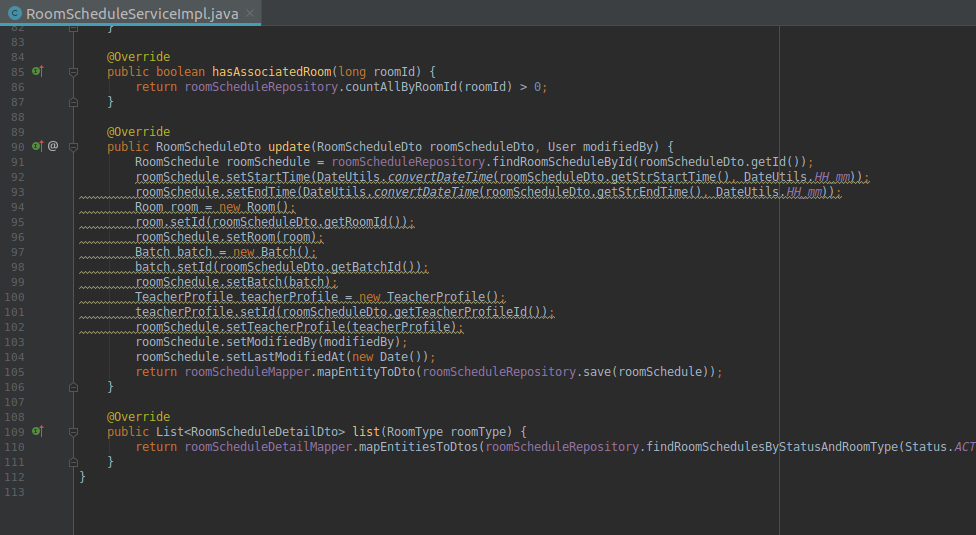 RoomScheduleServiceImpl.java
82 }
83
84 @Override
85 public boolean hasAssociatedRoom(long roomId) {
86 return roomScheduleRepository.countAllByRoomId(roomId) > 0;
87 }
88
89 @Override
90 @ public RoomScheduleDto update(RoomScheduleDto roomScheduleDto, User modifiedBy) {
91 RoomSchedule roomSchedule = roomScheduleRepository.findRoomScheduleById(roomScheduleDto.getId());
92 roomSchedule.setStartTime(DateUtils.convertDateTime(roomScheduleDto.getStrStartTime(), DateUtils.HH_mm));
93 roomSchedule.setEndTime(DateUtils.convertDateTime(roomScheduleDto.getStrEndTime(), DateUtils.HH_mm));
94 Room room = new Room();
95 room.setId(roomScheduleDto.getRoomId());
96 roomSchedule.setRoom(room);
97 Batch batch = new Batch();
98 batch.setId(roomScheduleDto.getBatchId());
99 roomSchedule.setBatch(batch);
100 TeacherProfile teacherProfile = new TeacherProfile();
101 teacherProfile.setId(roomScheduleDto.getTeacherProfileId());
102 roomSchedule.setTeacherProfile(teacherProfile);
103 roomSchedule.setModifiedBy(modifiedBy);
104 roomSchedule.setLastModifiedAt(new Date());
105 return roomScheduleMapper.mapEntityToDto(roomScheduleRepository.save(roomSchedule));
106 }
107
108 @Override
109 public List<RoomScheduleDetailDto> list(RoomType roomType) {
110 return roomScheduleDetailMapper.mapEntitiesToDtos(roomScheduleRepository.findRoomSchedulesByStatusAndRoomType(Status.ACT
111 }
112 }
113